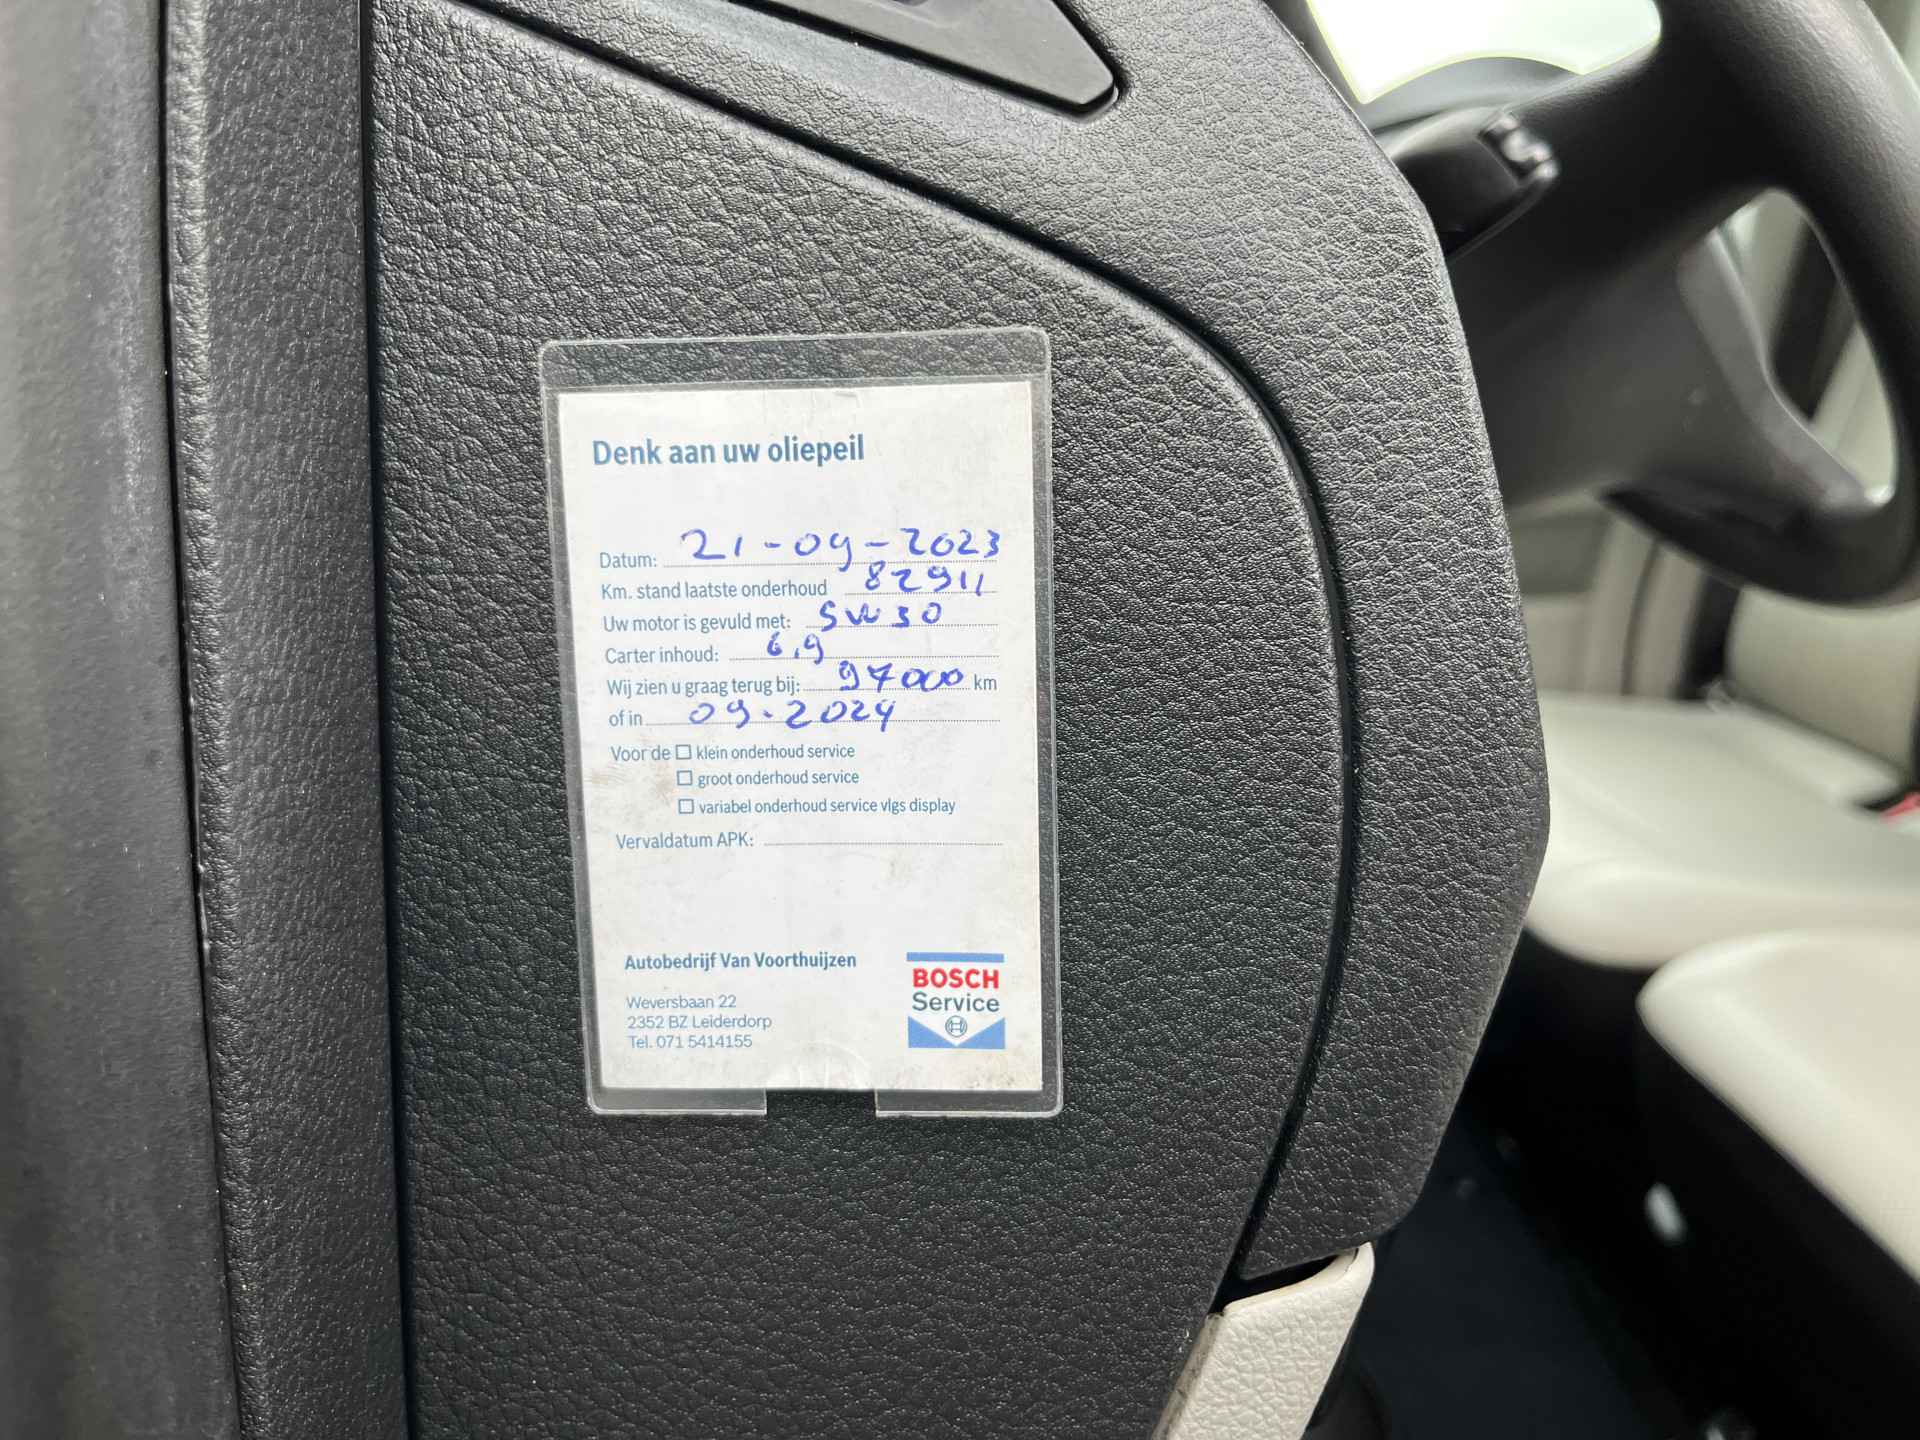 Denk aan uw oliepeil
Datum: 21-09-2023
Km. stand laatste onderhoud 82911
Uw motor is gevuld met: 5W30
Carter inhoud: 6,9
Wij zien u graag terug bij: 97000 km
of in 09-2024
Voor de ☐ klein onderhoud service
☐ groot onderhoud service
☐ variabel onderhoud service vlgs display
Vervaldatum APK:
Autobedrijf Van Voorthuijzen
Weversbaan 22
2352 BZ Leiderdorp
Tel. 071 5414155
BOSCH
Service